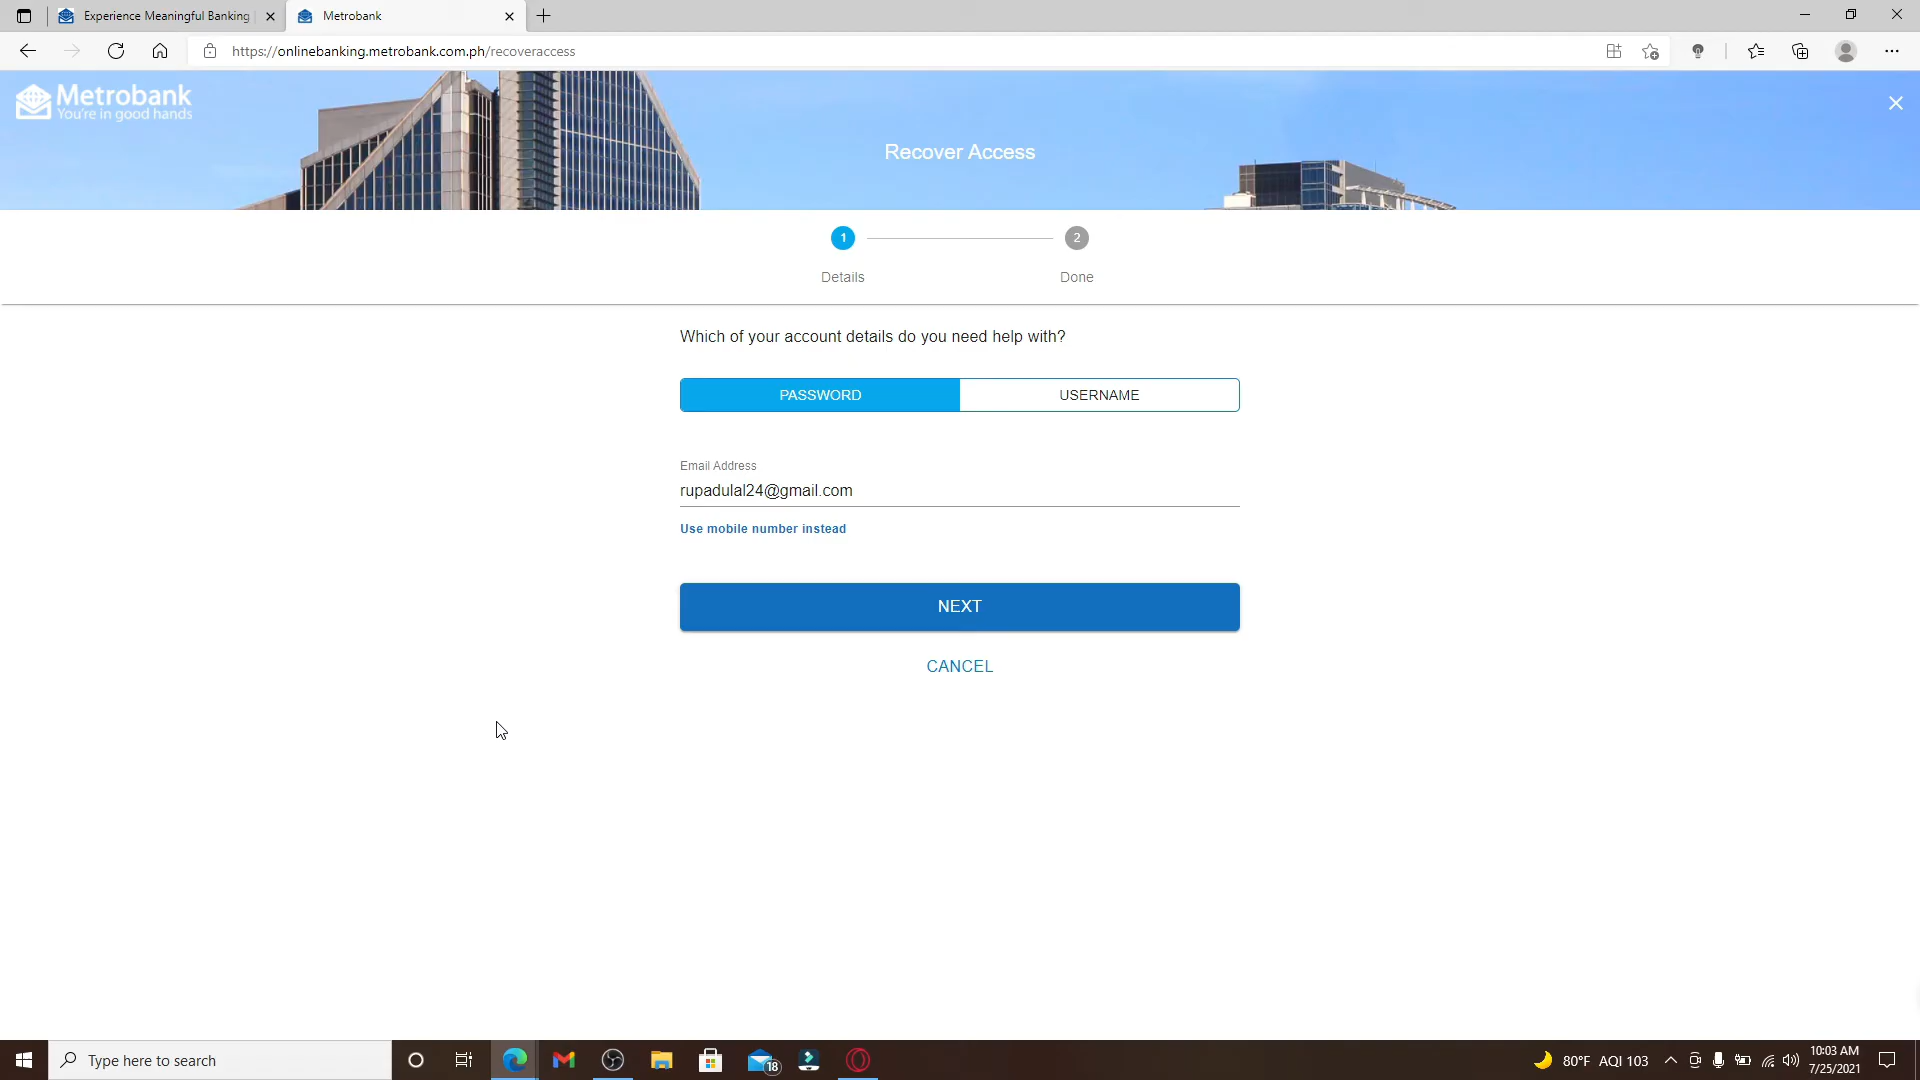 Experience Meaningful Banking
Metrobank
https://onlinebanking.metrobank.com.ph/recoveraccess
Metrobank
You're in good hands
Recover Access
1
2
Details
Done
Which of your account details do you need help with?
PASSWORD
USERNAME
Email Address
rupadulal24@gmail.com
Use mobile number instead
NEXT
CANCEL
Type here to search
18
80°F AQI 103
10:03 AM
7/25/2021